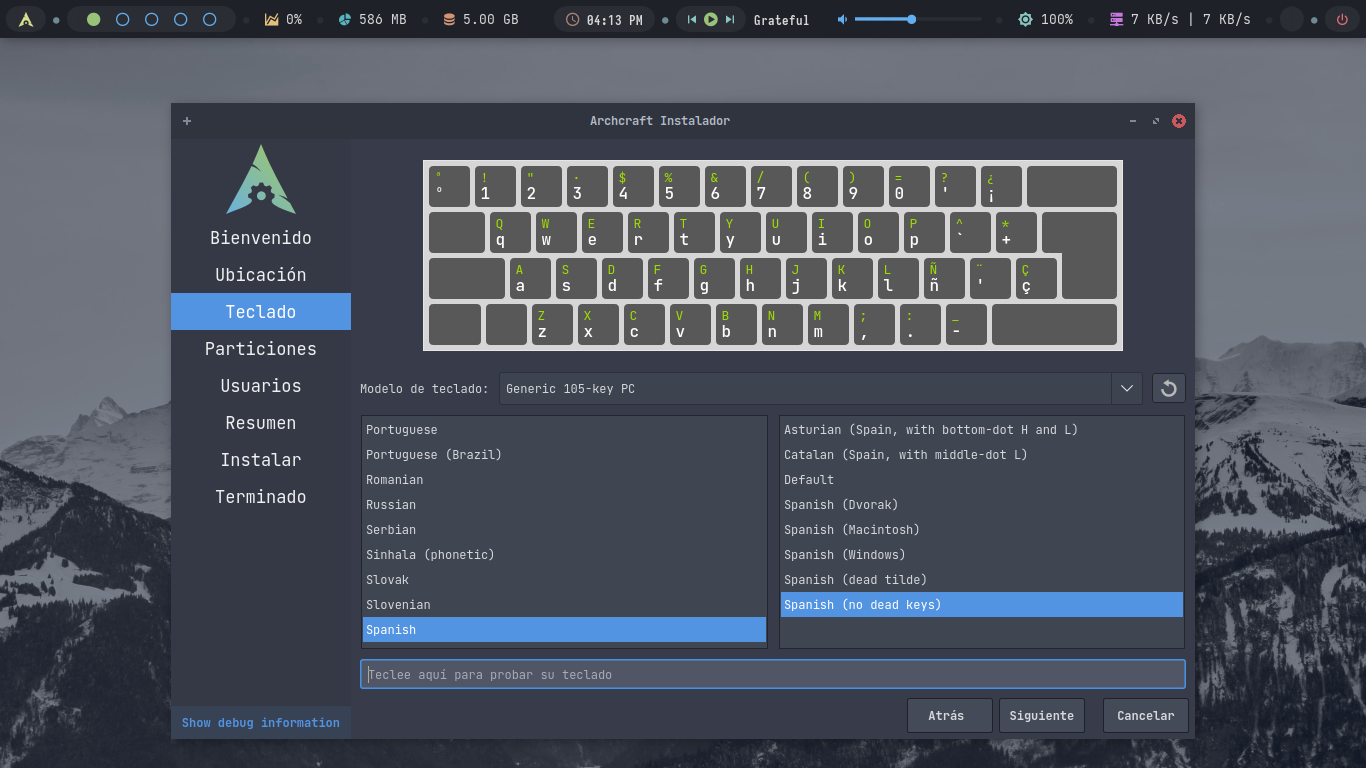 0% 586 MB 5.00 GB 04:13 PM Grateful 100% 7 KB/s | 7 KB/s
Archcraft Instalador
Bienvenido
Ubicación
Teclado
Particiones
Usuarios
Resumen
Instalar
Terminado
Show debug information
ª ! " · $ % & / ( ) = ? ¿
º 1 2 3 4 5 6 7 8 9 0 ' ¡
Q W E R T Y U I O P ^ *
q w e r t y u i o p ` +
A S D F G H J K L Ñ ¨ Ç
a s d f g h j k l ñ ' ç
Z X C V B N M ; : _
z x c v b n m , . -
Modelo de teclado: Generic 105-key PC
Portuguese
Portuguese (Brazil)
Romanian
Russian
Serbian
Sinhala (phonetic)
Slovak
Slovenian
Spanish
Asturian (Spain, with bottom-dot H and L)
Catalan (Spain, with middle-dot L)
Default
Spanish (Dvorak)
Spanish (Macintosh)
Spanish (Windows)
Spanish (dead tilde)
Spanish (no dead keys)
Teclee aquí para probar su teclado
Atrás Siguiente Cancelar